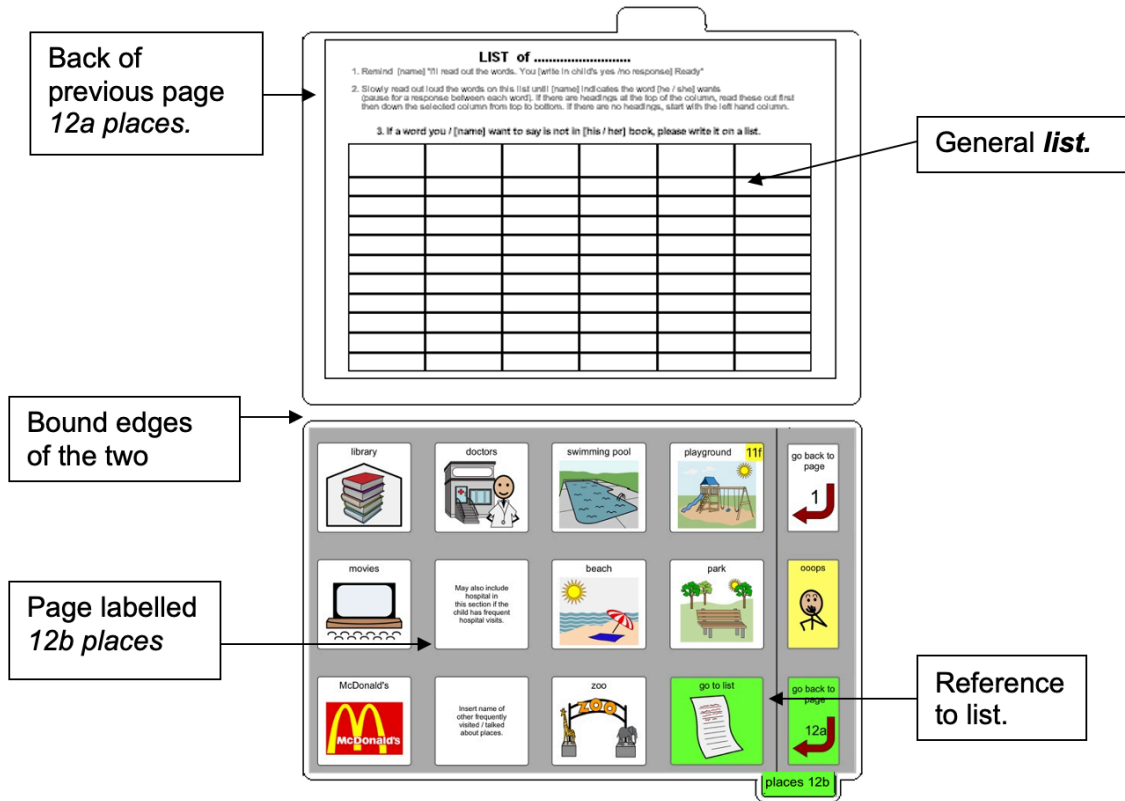 Back of
previous page
12a places.
LIST of ............................
1. Remind [name] "I'll read out the words. You [write in child's yes /no response] Ready"
2. Slowly read out loud the words on this list until [name] indicates the word [he / she] wants
(pause for a response between each word). If there are headings at the top of the column, read these out first
then down the selected column from top to bottom. If there are no headings, start with the left hand column.
3. If a word you / [name] want to say is not in [his / her] book, please write it on a list.
General list.
Bound edges
of the two
library
doctors
swimming pool
playground
11f
go back to
page
1
Page labelled
12b places
movies
May also include
hospital in
this section if the
child has frequent
hospital visits.
beach
park
ooops
McDonald's
McDonald's
Insert name of
other frequently
visited / talked
about places.
zoo
ZOO
go to list
go back to
page
12a
Reference
to list.
places 12b